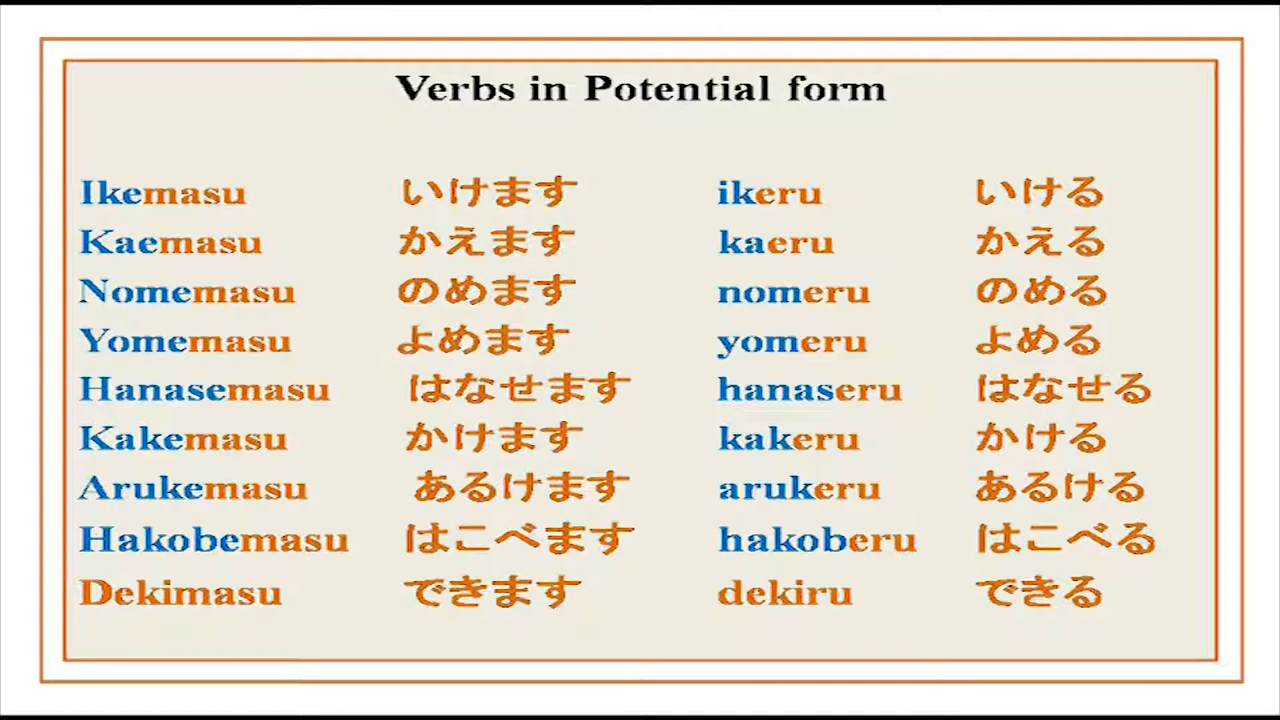 Verbs in Potential form
Ikemasu いけます ikeru いける
Kaemasu かえます kaeru かえる
Nomemasu のめます nomeru のめる
Yomemasu よめます yomeru よめる
Hanasemasu はなせます hanaseru はなせる
Kakemasu かけます kakeru かける
Arukemasu あるけます arukeru あるける
Hakobemasu はこべます hakoberu はこべる
Dekimasu できます dekiru できる